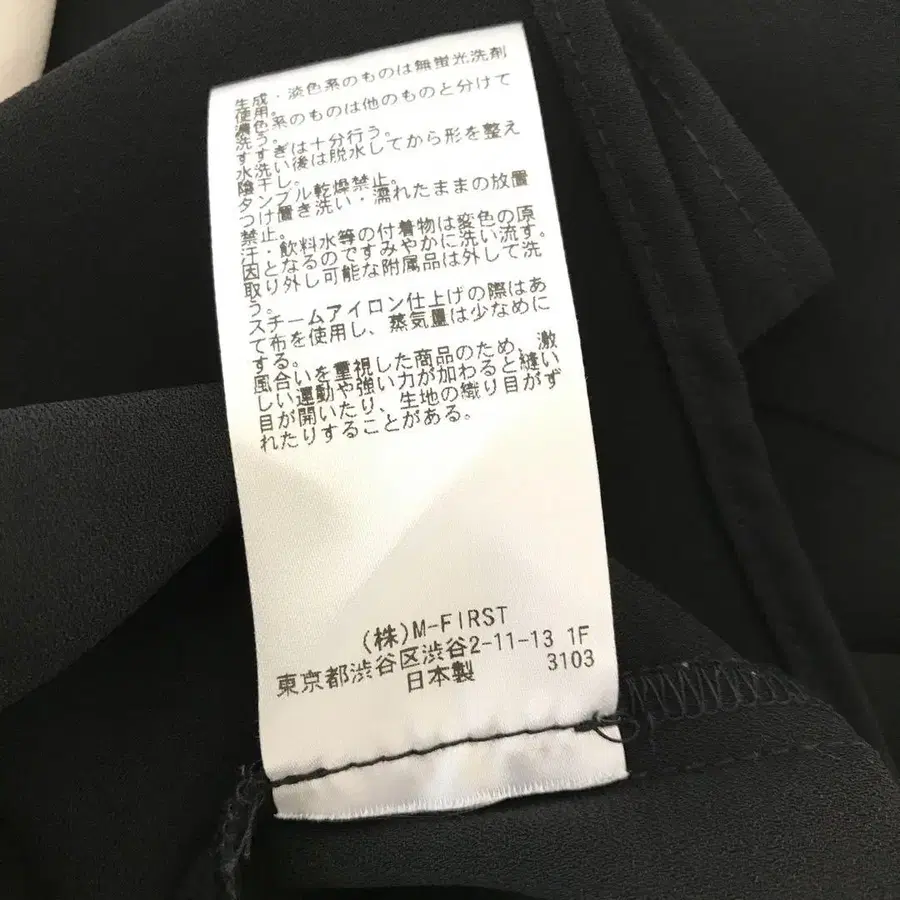 生成・淡色系のものは無蛍光洗剤
使用。
濃色系のものは他のものと分けて
洗う。
すすぎは十分行う。
水洗い後は脱水してから形を整え
陰干し。
タンブル乾燥禁止。
つけ置き洗い・濡れたままの放置
禁止。
汗・飲料水等の付着物は変色の原
因となるのですみやかに洗い流す。
取り外し可能な附属品は外して洗
う。
スチームアイロン仕上げの際はあ
て布を使用し、蒸気量は少なめに
する。
風合いを重視した商品のため、激
しい運動や強い力が加わると縫い
目が開いたり、生地の織り目がず
れたりすることがある。
(株)M-FIRST
東京都渋谷区渋谷2-11-13 1F
日本製 3103